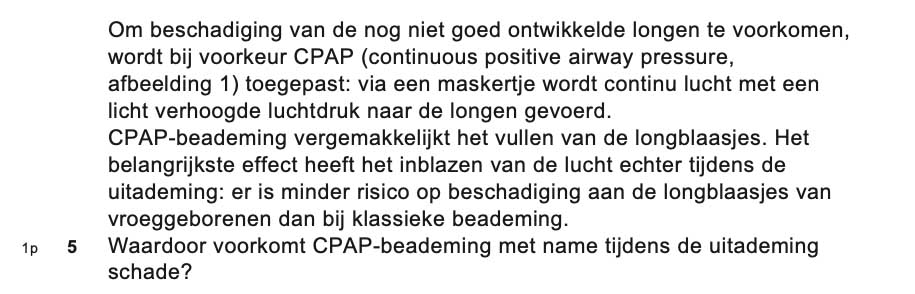 Om beschadiging van de nog niet goed ontwikkelde longen te voorkomen,
wordt bij voorkeur CPAP (continuous positive airway pressure,
afbeelding 1) toegepast: via een maskertje wordt continu lucht met een
licht verhoogde luchtdruk naar de longen gevoerd.
CPAP-beademing vergemakkelijkt het vullen van de longblaasjes. Het
belangrijkste effect heeft het inblazen van de lucht echter tijdens de
uitademing: er is minder risico op beschadiging aan de longblaasjes van
vroeggeborenen dan bij klassieke beademing.
1p 5 Waardoor voorkomt CPAP-beademing met name tijdens de uitademing
schade?